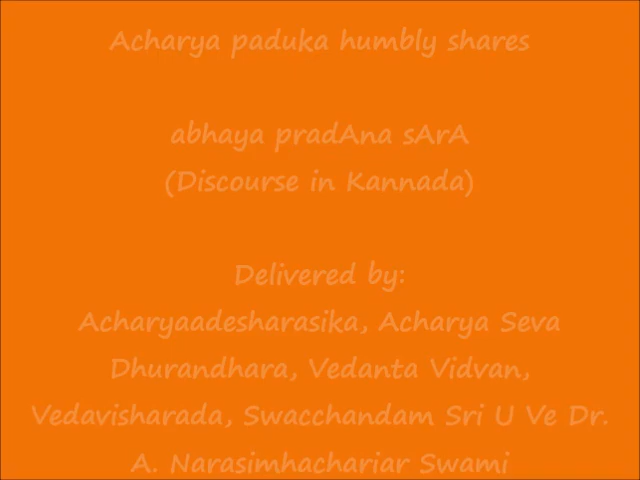 Acharya paduka humbly shares
abhaya pradAna sArA
(Discourse in Kannada)
Delivered by:
Acharyaadesharasika, Acharya Seva
Dhurandhara, Vedanta Vidvan,
Vedavisharada, Swacchandam Sri U Ve Dr.
A. Narasimhachariar Swami